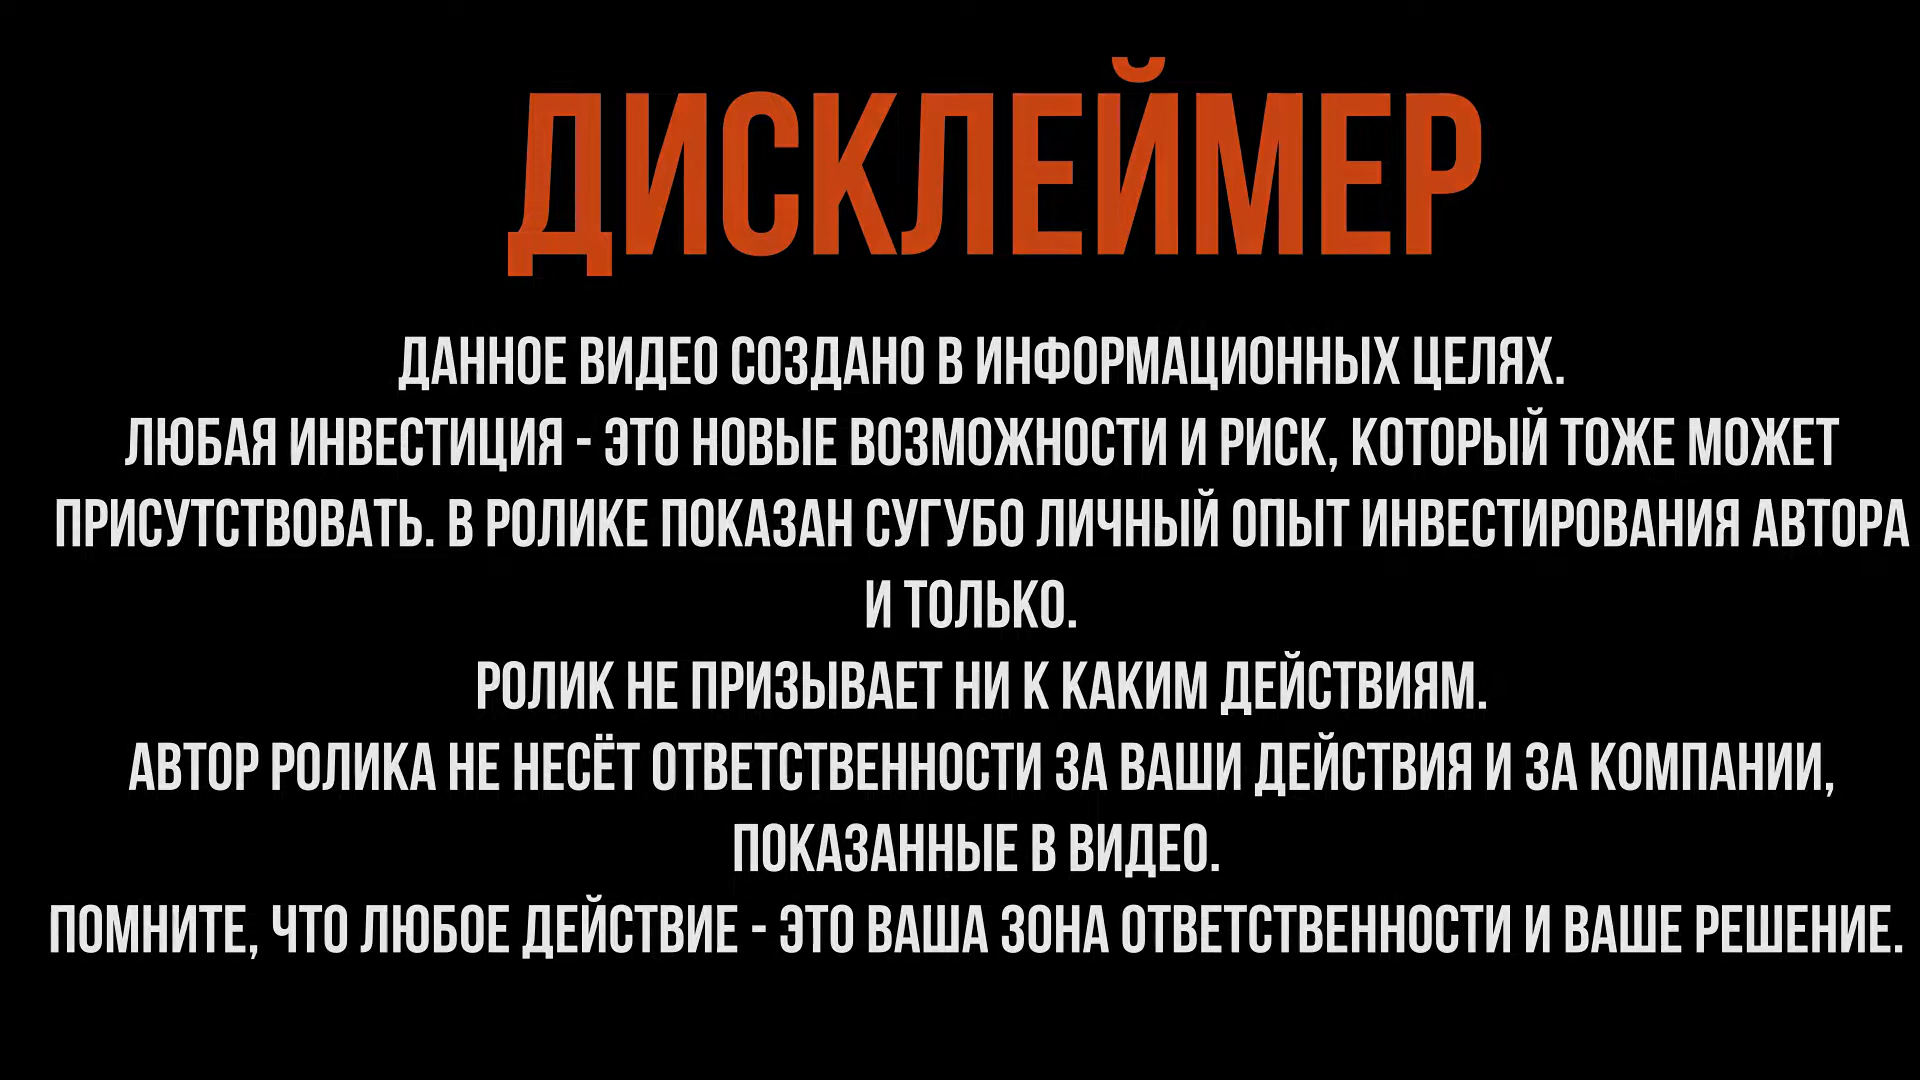 ДИСКЛЕЙМЕР
ДАННОЕ ВИДЕО СОЗДАНО В ИНФОРМАЦИОННЫХ ЦЕЛЯХ.
ЛЮБАЯ ИНВЕСТИЦИЯ - ЭТО НОВЫЕ ВОЗМОЖНОСТИ И РИСК, КОТОРЫЙ ТОЖЕ МОЖЕТ
ПРИСУТСТВОВАТЬ. В РОЛИКЕ ПОКАЗАН СУГУБО ЛИЧНЫЙ ОПЫТ ИНВЕСТИРОВАНИЯ АВТОРА
И ТОЛЬКО.
РОЛИК НЕ ПРИЗЫВАЕТ НИ К КАКИМ ДЕЙСТВИЯМ.
АВТОР РОЛИКА НЕ НЕСЁТ ОТВЕТСТВЕННОСТИ ЗА ВАШИ ДЕЙСТВИЯ И ЗА КОМПАНИИ,
ПОКАЗАННЫЕ В ВИДЕО.
ПОМНИТЕ, ЧТО ЛЮБОЕ ДЕЙСТВИЕ - ЭТО ВАША ЗОНА ОТВЕТСТВЕННОСТИ И ВАШЕ РЕШЕНИЕ.